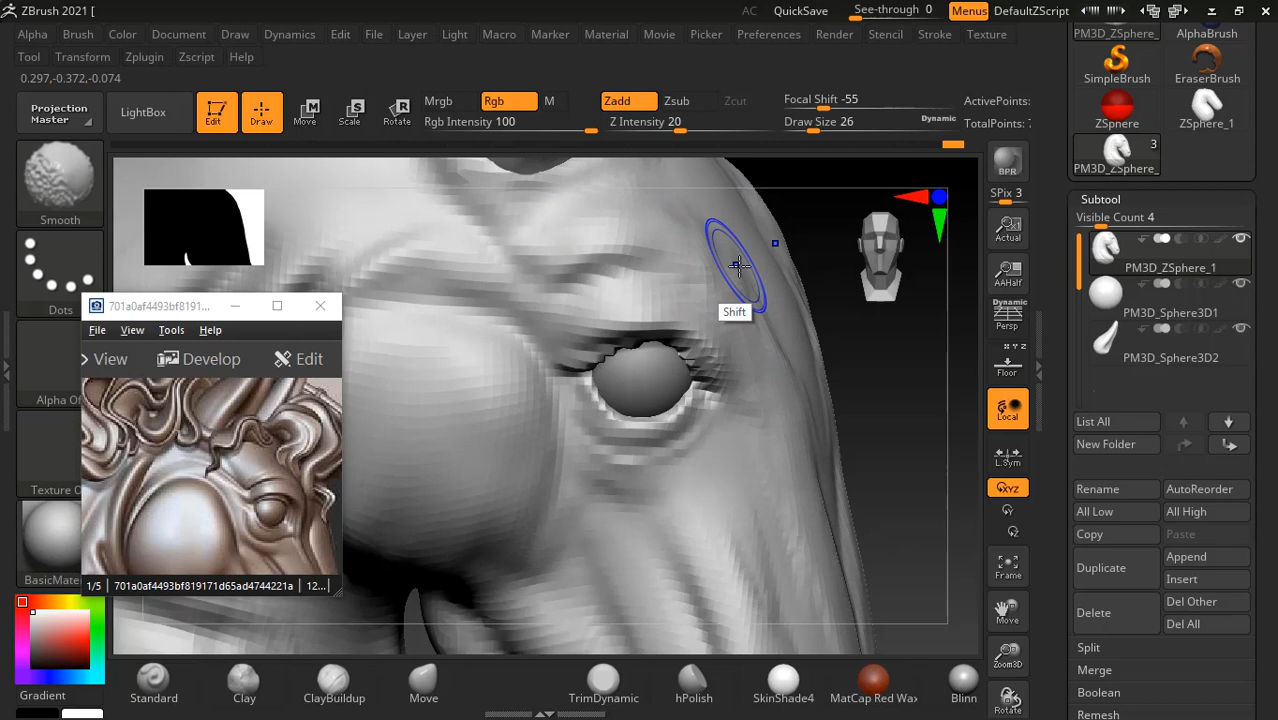 ZBrush 2021 [
AC QuickSave See-through 0 Menus DefaultZScript
Alpha Brush Color Document Draw Dynamics Edit File Layer Light Macro Marker Material Movie Picker Preferences Render Stencil Stroke Texture
Tool Transform Zplugin Zscript Help
0.297,-0.372,-0.074
Projection
Master
LightBox
Edit
Draw
Move
Scale
Rotate
Mrgb Rgb M
Rgb Intensity 100
Zadd Zsub Zcut
Z Intensity 20
Focal Shift -55
Draw Size 26
Dynamic
ActivePoints:
TotalPoints: 7
Smooth
Dots
Alpha Of
Texture O
BasicMate
Gradient
701a0af4493bf8191...
File View Tools Help
View Develop Edit
1/5 701a0af4493bf819171d65ad4744221a 12...
Shift
BPR
SPix 3
Actual
AAHalf
Dynamic
Persp
X Y Z
Floor
Local
L.Sym
XYZ
Y
Z
Frame
Move
Zoom3D
Rotate
PM3D_ZSphere_ AlphaBrush
SimpleBrush EraserBrush
ZSphere ZSphere_1
3
PM3D_ZSphere_
Subtool
Visible Count 4
PM3D_ZSphere_1
PM3D_Sphere3D1
PM3D_Sphere3D2
List All
New Folder
Rename AutoReorder
All Low All High
Copy Paste
Duplicate
Append
Insert
Delete
Del Other
Del All
Split
Merge
Boolean
Remesh
Standard Clay ClayBuildup Move TrimDynamic hPolish SkinShade4 MatCap Red Wax Blinn